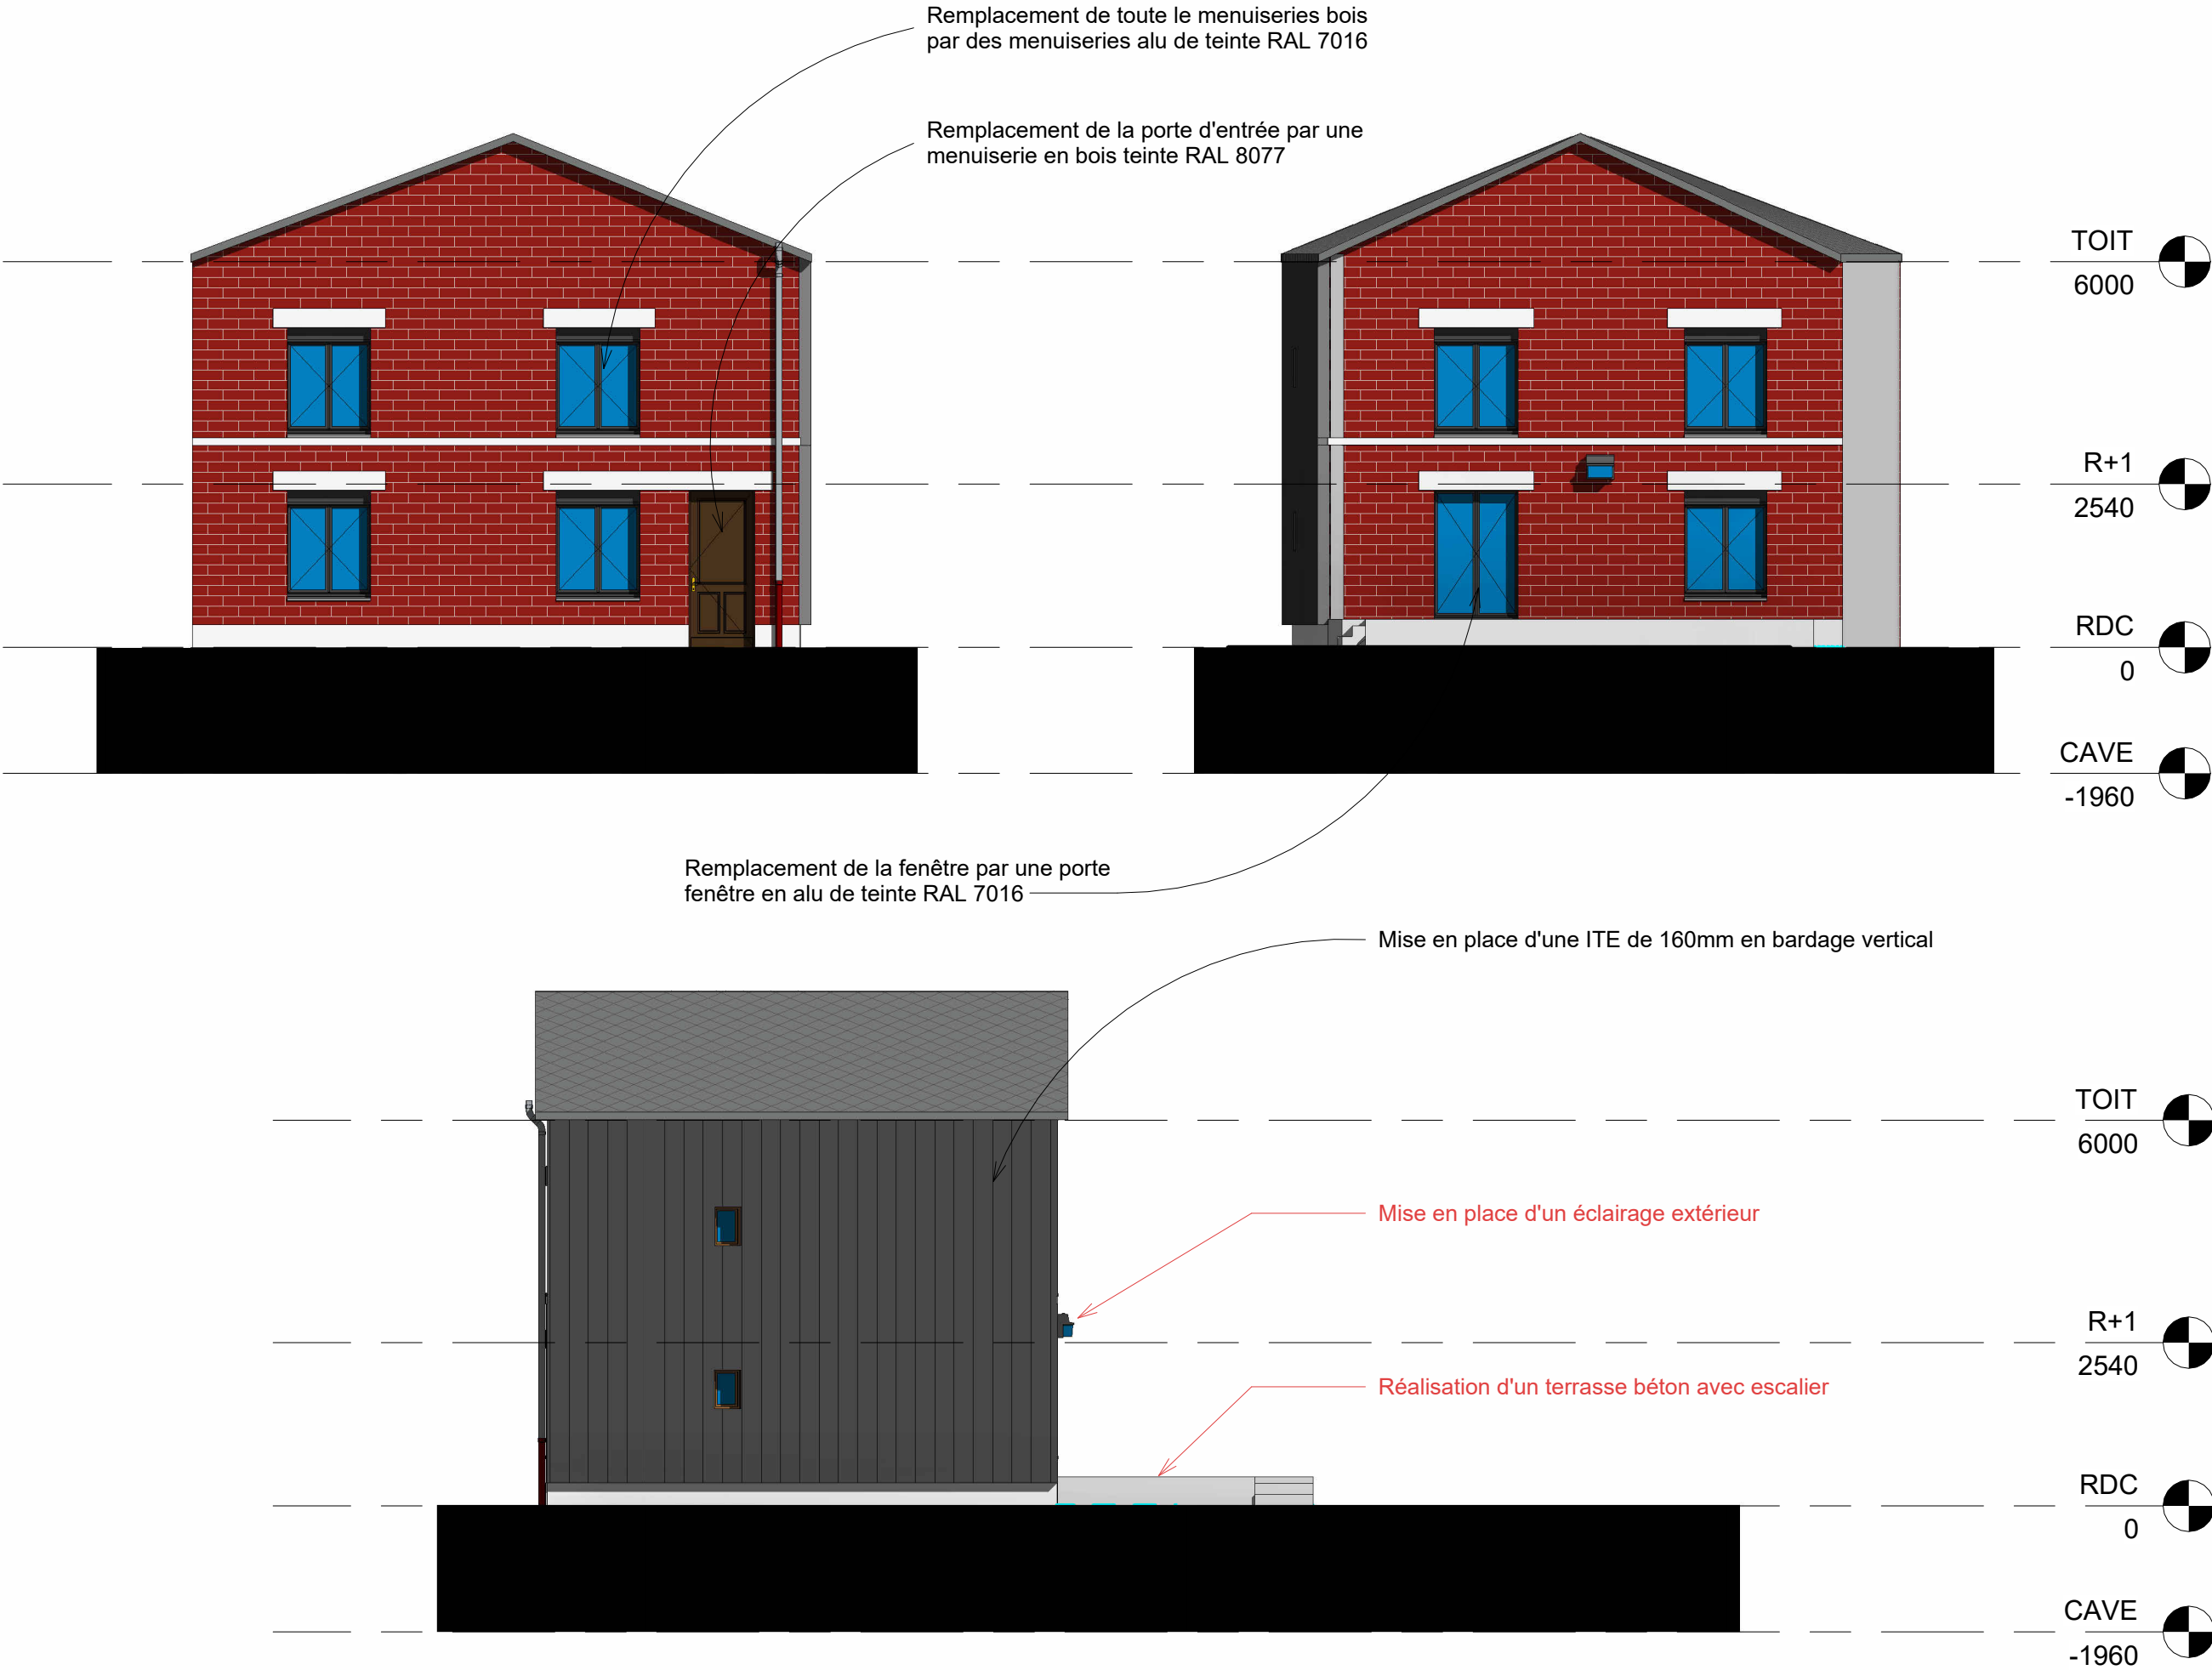 Remplacement de toute le menuiseries bois
par des menuiseries alu de teinte RAL 7016
Remplacement de la porte d'entrée par une
menuiserie en bois teinte RAL 8077
TOIT
6000
R+1
2540
RDC
0
CAVE
-1960
Remplacement de la fenêtre par une porte
fenêtre en alu de teinte RAL 7016
Mise en place d'une ITE de 160mm en bardage vertical
TOIT
6000
Mise en place d'un éclairage extérieur
R+1
2540
Réalisation d'un terrasse béton avec escalier
RDC
0
CAVE
-1960